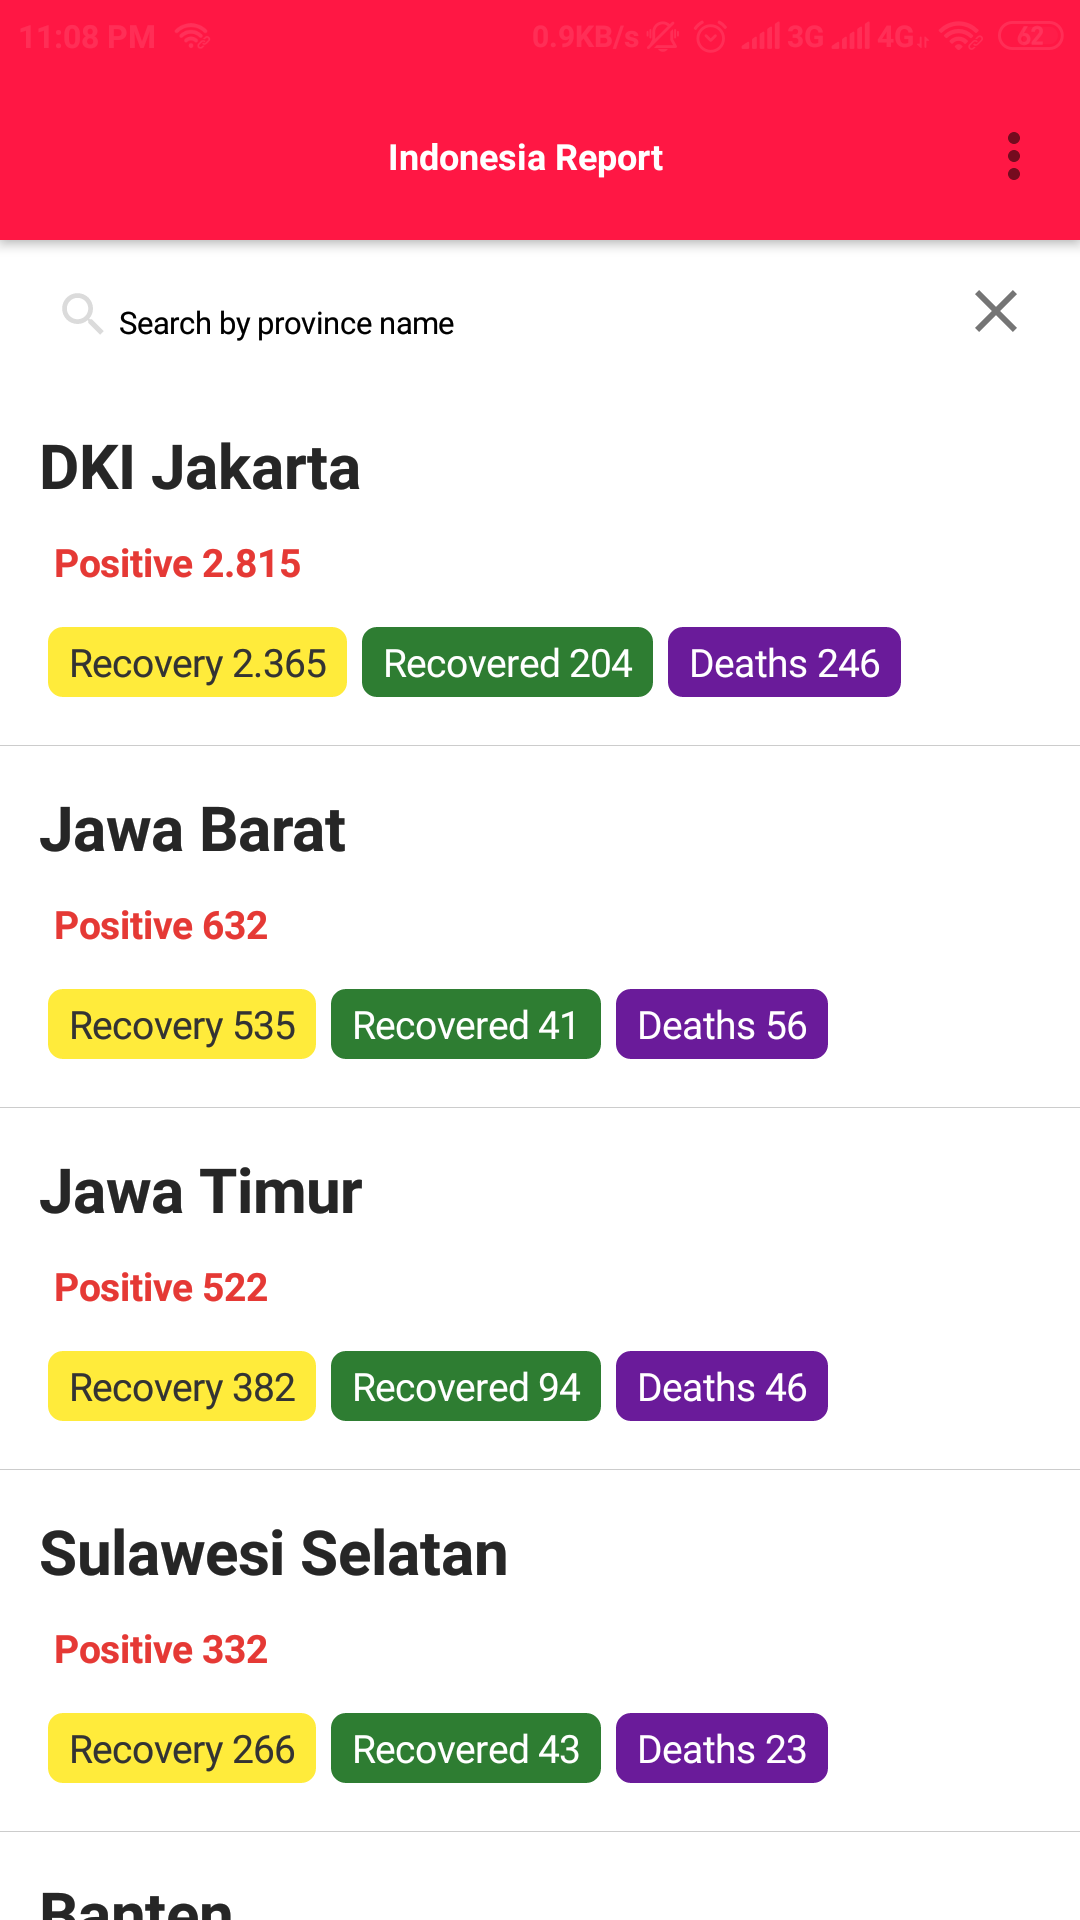 11:08 PM 0.9KB/s 3G 4G 62
Indonesia Report
Search by province name
DKI Jakarta
Positive 2.815
Recovery 2.365 Recovered 204 Deaths 246
Jawa Barat
Positive 632
Recovery 535 Recovered 41 Deaths 56
Jawa Timur
Positive 522
Recovery 382 Recovered 94 Deaths 46
Sulawesi Selatan
Positive 332
Recovery 266 Recovered 43 Deaths 23
Banten